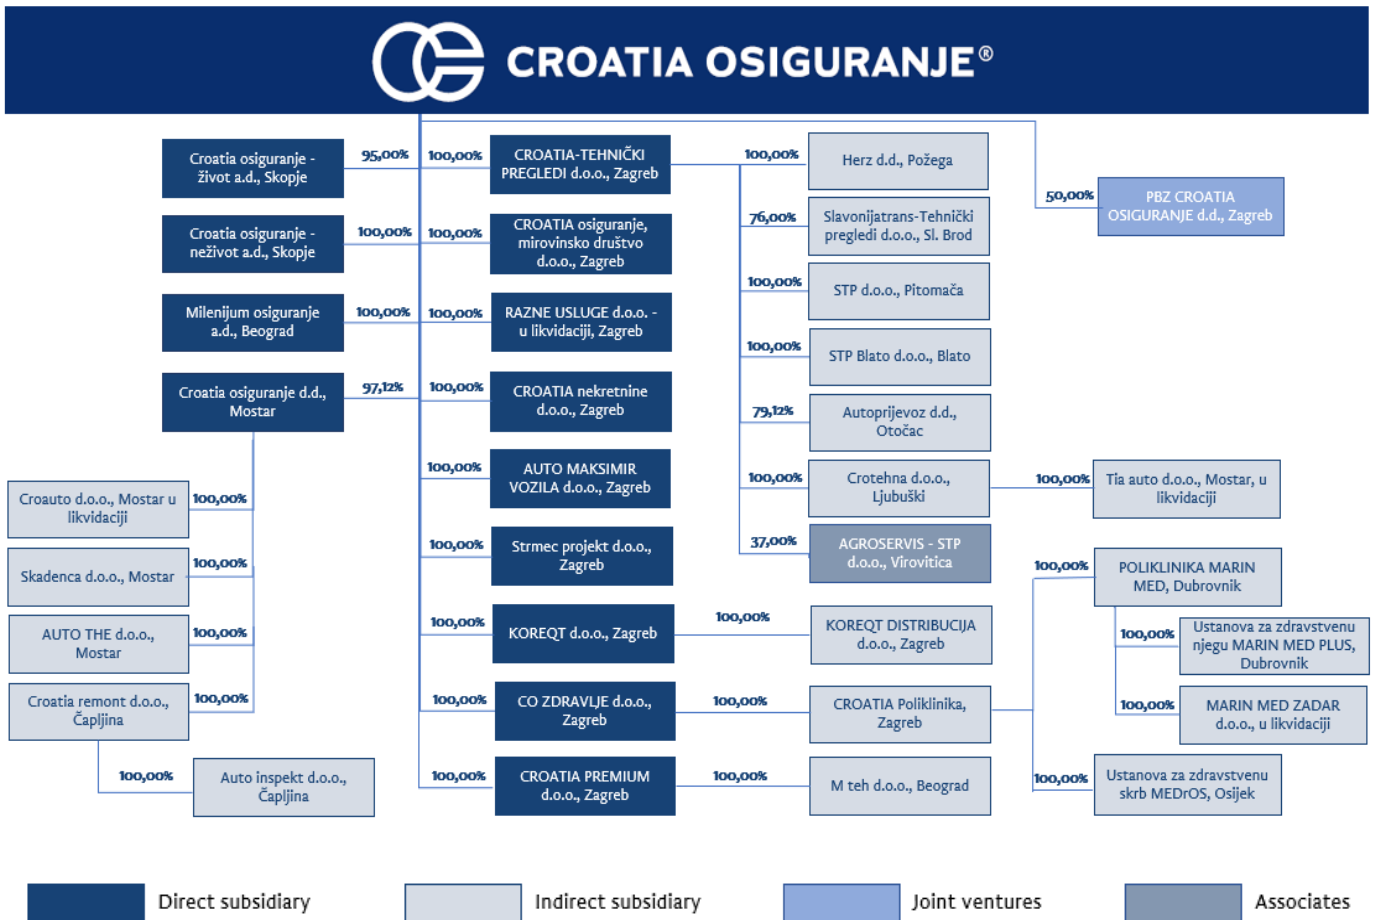 CROATIA OSIGURANJE®
Croatia osiguranje -
život a.d., Skopje
95,00%
100,00%
CROATIA-TEHNIČKI
PREGLEDI d.o.o., Zagreb
100,00%
Herz d.d., Požega
50,00%
PBZ CROATIA
OSIGURANJE d.d., Zagreb
Croatia osiguranje -
neživot a.d., Skopje
100,00%
100,00%
CROATIA osiguranje,
mirovinsko društvo
d.o.o., Zagreb
76,00%
Slavonijatrans-Tehnički
pregledi d.o.o., Sl. Brod
Milenijum osiguranje
a.d., Beograd
100,00%
100,00%
RAZNE USLUGE d.o.o. -
u likvidaciji, Zagreb
100,00%
STP d.o.o., Pitomača
100,00%
STP Blato d.o.o., Blato
Croatia osiguranje d.d.,
Mostar
97,12%
100,00%
CROATIA nekretnine
d.o.o., Zagreb
79,12%
Autoprijevoz d.d.,
Otočac
100,00%
AUTO MAKSIMIR
VOZILA d.o.o., Zagreb
100,00%
Crotehna d.o.o.,
Ljubuški
100,00%
Tia auto d.o.o., Mostar, u
likvidaciji
Croauto d.o.o., Mostar u
likvidaciji
100,00%
100,00%
Strmec projekt d.o.o.,
Zagreb
37,00%
AGROSERVIS - STP
d.o.o., Virovitica
Skadenca d.o.o., Mostar
100,00%
100,00%
POLIKLINIKA MARIN
MED, Dubrovnik
AUTO THE d.o.o.,
Mostar
100,00%
100,00%
KOREQT d.o.o., Zagreb
100,00%
KOREQT DISTRIBUCIJA
d.o.o., Zagreb
100,00%
Ustanova za zdravstvenu
njegu MARIN MED PLUS,
Dubrovnik
Croatia remont d.o.o.,
Čapljina
100,00%
100,00%
CO ZDRAVLJE d.o.o.,
Zagreb
100,00%
CROATIA Poliklinika,
Zagreb
100,00%
MARIN MED ZADAR
d.o.o., u likvidaciji
100,00%
Auto inspekt d.o.o.,
Čapljina
100,00%
CROATIA PREMIUM
d.o.o., Zagreb
100,00%
M teh d.o.o., Beograd
100,00%
Ustanova za zdravstvenu
skrb MEDrOS, Osijek
Direct subsidiary
Indirect subsidiary
Joint ventures
Associates